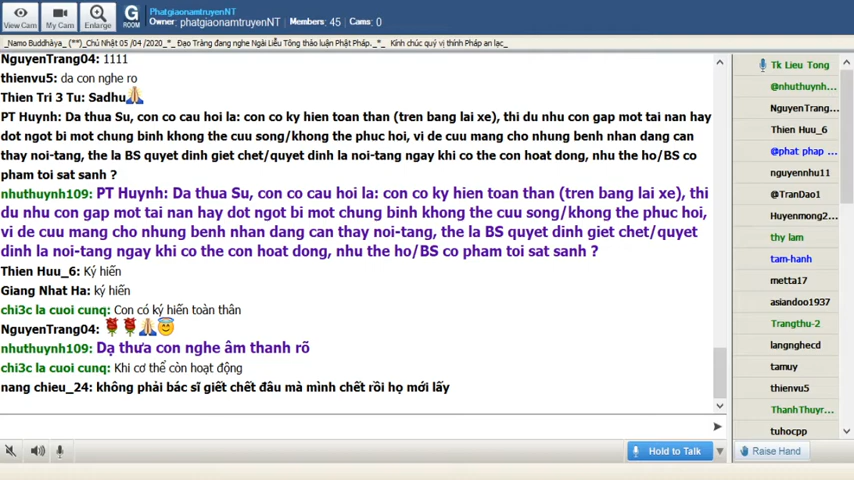 View Cam
My Cam
Enlarge
G ROOM
PhatgiaonamtruyenNT
Owner: phatgiaonamtruyenNT | Members: 45 | Cams: 0
_Namo Buddhàya_ (**)_Chủ Nhật 05 /04 /2020_*_ Đạo Tràng đang nghe Ngài Liễu Tông thảo luận Phật Pháp._*_ Kính chúc quý vị thính Pháp an lạc_
NguyenTrang04: 1111
thienvu5: da con nghe ro
Thien Tri 3 Tu: Sadhu
PT Huynh: Da thua Su, con co cau hoi la: con co ky hien toan than (tren bang lai xe), thi du nhu con gap mot tai nan hay
dot ngot bi mot chung binh khong the cuu song/khong the phuc hoi, vi de cuu mang cho nhung benh nhan dang can
thay noi-tang, the la BS quyet dinh giet chet/quyet dinh la noi-tang ngay khi co the con hoat dong, nhu the ho/BS co
pham toi sat sanh ?
nhuthuynh109: PT Huynh: Da thua Su, con co cau hoi la: con co ky hien toan than (tren bang lai xe), thi
du nhu con gap mot tai nan hay dot ngot bi mot chung binh khong the cuu song/khong the phuc hoi,
vi de cuu mang cho nhung benh nhan dang can thay noi-tang, the la BS quyet dinh giet chet/quyet
dinh la noi-tang ngay khi co the con hoat dong, nhu the ho/BS co pham toi sat sanh ?
Thien Huu_6: Ký hiến
Giang Nhat Ha: ký hiến
chi3c la cuoi cunq: Con có ký hiến toàn thân
NguyenTrang04:
nhuthuynh109: Dạ thưa con nghe âm thanh rõ
chi3c la cuoi cunq: Khi cơ thể còn hoạt động
nang chieu_24: không phải bác sĩ giết chết đâu mà mình chết rồi họ mới lấy
Hold to Talk
Tk Lieu Tong
@nhuthuynh...
NguyenTrang...
Thien Huu_6
@phat phap ...
nguyennhu11
@TranDao1
Huyenmong2...
thy lam
tam-hanh
metta17
asiandoo1937
Trangthu-2
langnghecd
tamuy
thienvu5
ThanhThuyr...
tuhocpp
Raise Hand